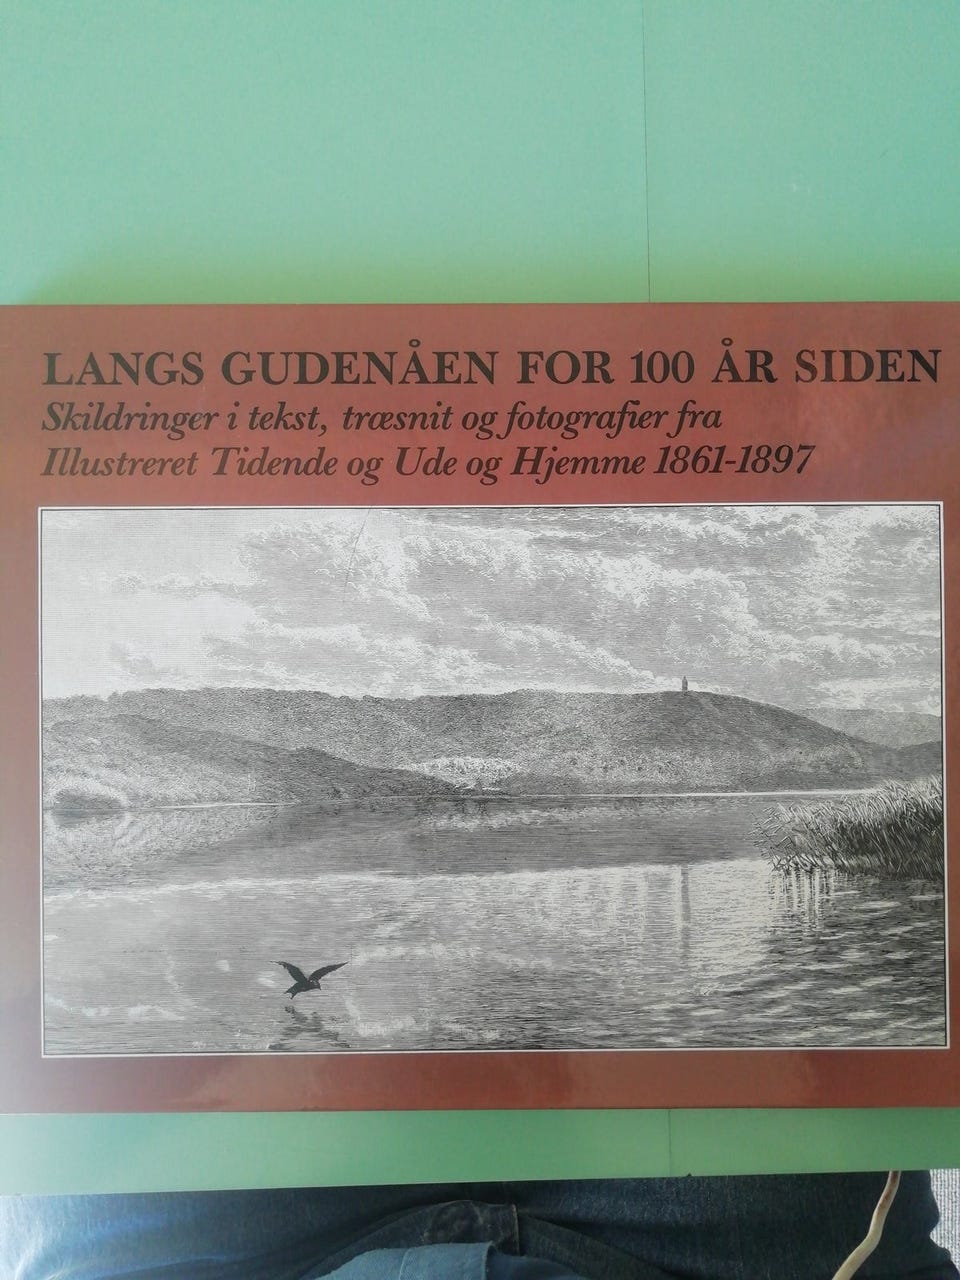 LANGS GUDENÅEN FOR 100 ÅR SIDEN
Skildringer i tekst, træsnit og fotografier fra
Illustreret Tidende og Ude og Hjemme 1861-1897